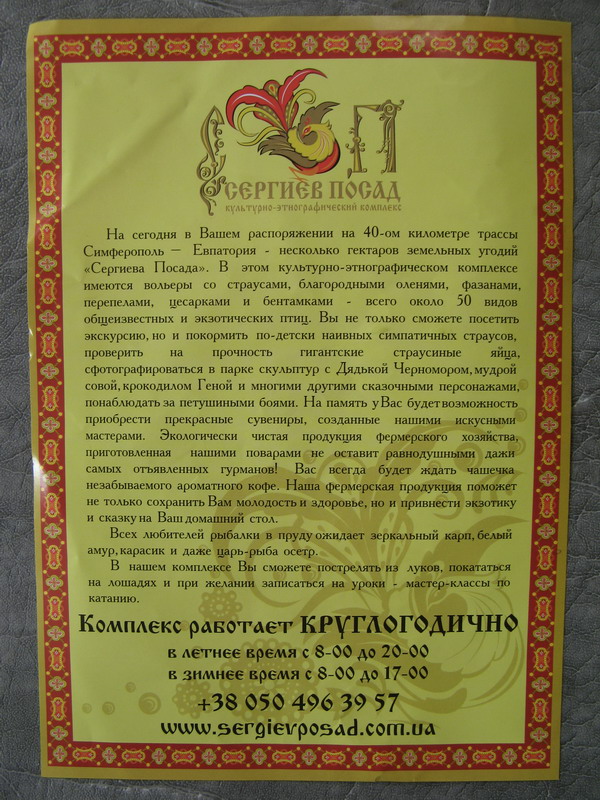 СЕРГИЕВ ПОСАД
культурно-этнографический комплекс
На сегодня в Вашем распоряжении на 40-ом километре трассы
Симферополь – Евпатория - несколько гектаров земельных угодий
«Сергиева Посада». В этом культурно-этнографическом комплексе
имеются вольеры со страусами, благородными оленями, фазанами,
перепелами, цесарками и бентамками - всего около 50 видов
общеизвестных и экзотических птиц. Вы не только сможете посетить
экскурсию, но и покормить по-детски наивных симпатичных страусов,
проверить на прочность гигантские страусиные яйца,
сфотографироваться в парке скульптур с Дядькой Черномором, мудрой
совой, крокодилом Геной и многими другими сказочными персонажами,
понаблюдать за петушиными боями. На память у Вас будет возможность
приобрести прекрасные сувениры, созданные нашими искусными
мастерами. Экологически чистая продукция фермерского хозяйства,
приготовленная нашими поварами не оставит равнодушными дажи
самых отъявленных гурманов! Вас всегда будет ждать чашечка
незабываемого ароматного кофе. Наша фермерская продукция поможет
не только сохранить Вам молодость и здоровье, но и привнести экзотику
и сказку на Ваш домашний стол.
Всех любителей рыбалки в пруду ожидает зеркальный карп, белый
амур, карасик и даже царь-рыба осетр.
В нашем комплексе Вы сможете пострелять из луков, покататься
на лошадях и при желании записаться на уроки - мастер-классы по
катанию.
Комплекс работает КРУГЛОГОДИЧНО
в летнее время с 8-00 до 20-00
в зимнее время с 8-00 до 17-00
+38 050 496 39 57
www.sergievposad.com.ua